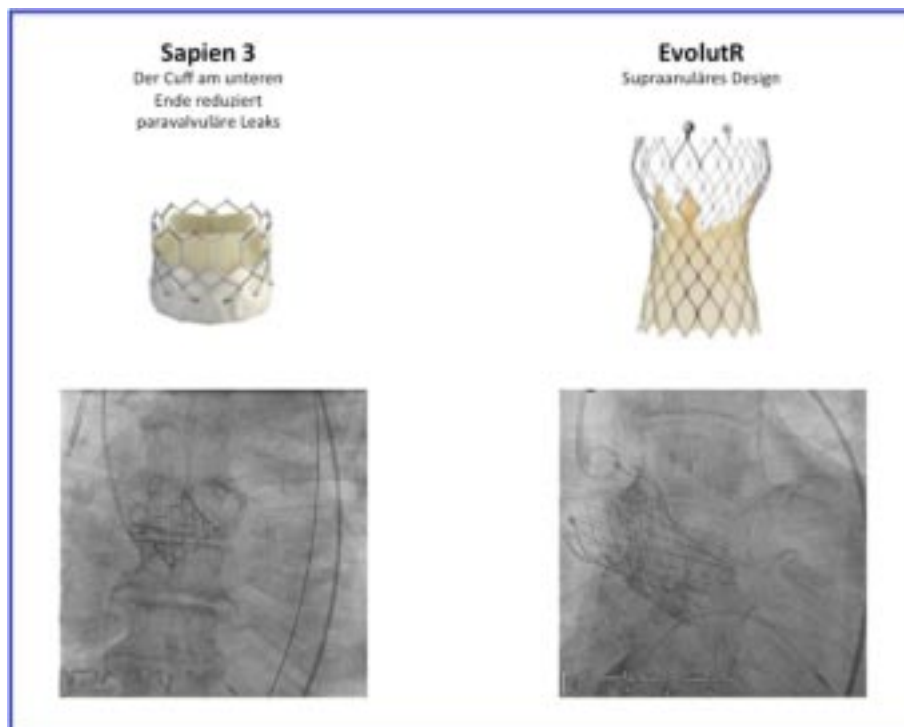 Sapien 3
Der Cuff am unteren
Ende reduziert
paravalvuläre Leaks
EvolutR
Supraanuläres Design